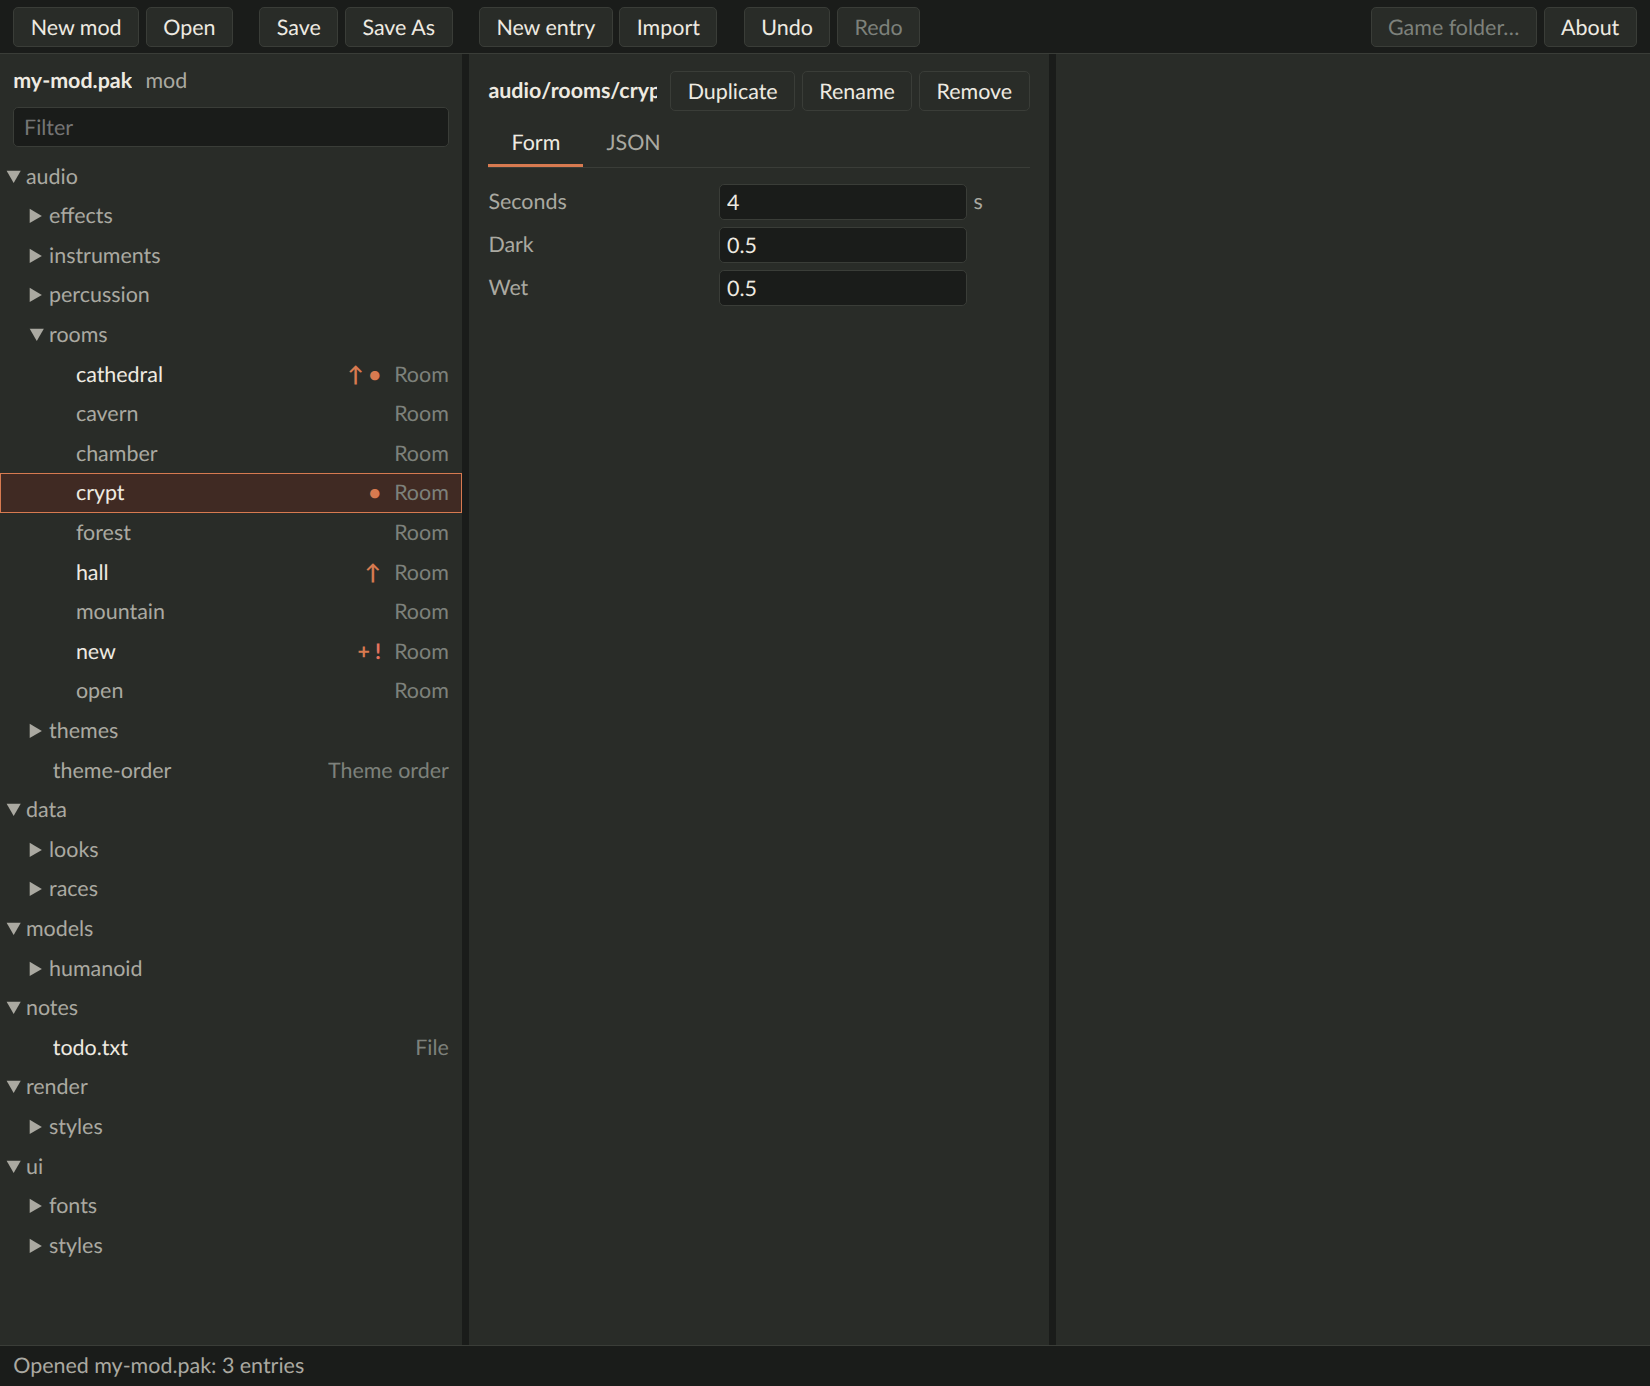 New mod Open Save Save As New entry Import Undo Redo Game folder... About
my-mod.pak mod
Filter
audio
effects
instruments
percussion
rooms
cathedral ↑ ● Room
cavern Room
chamber Room
crypt ● Room
forest Room
hall ↑ Room
mountain Room
new + ! Room
open Room
themes
theme-order Theme order
data
looks
races
models
humanoid
notes
todo.txt File
render
styles
ui
fonts
styles
audio/rooms/cryp Duplicate Rename Remove
Form JSON
Seconds 4 s
Dark 0.5
Wet 0.5
Opened my-mod.pak: 3 entries